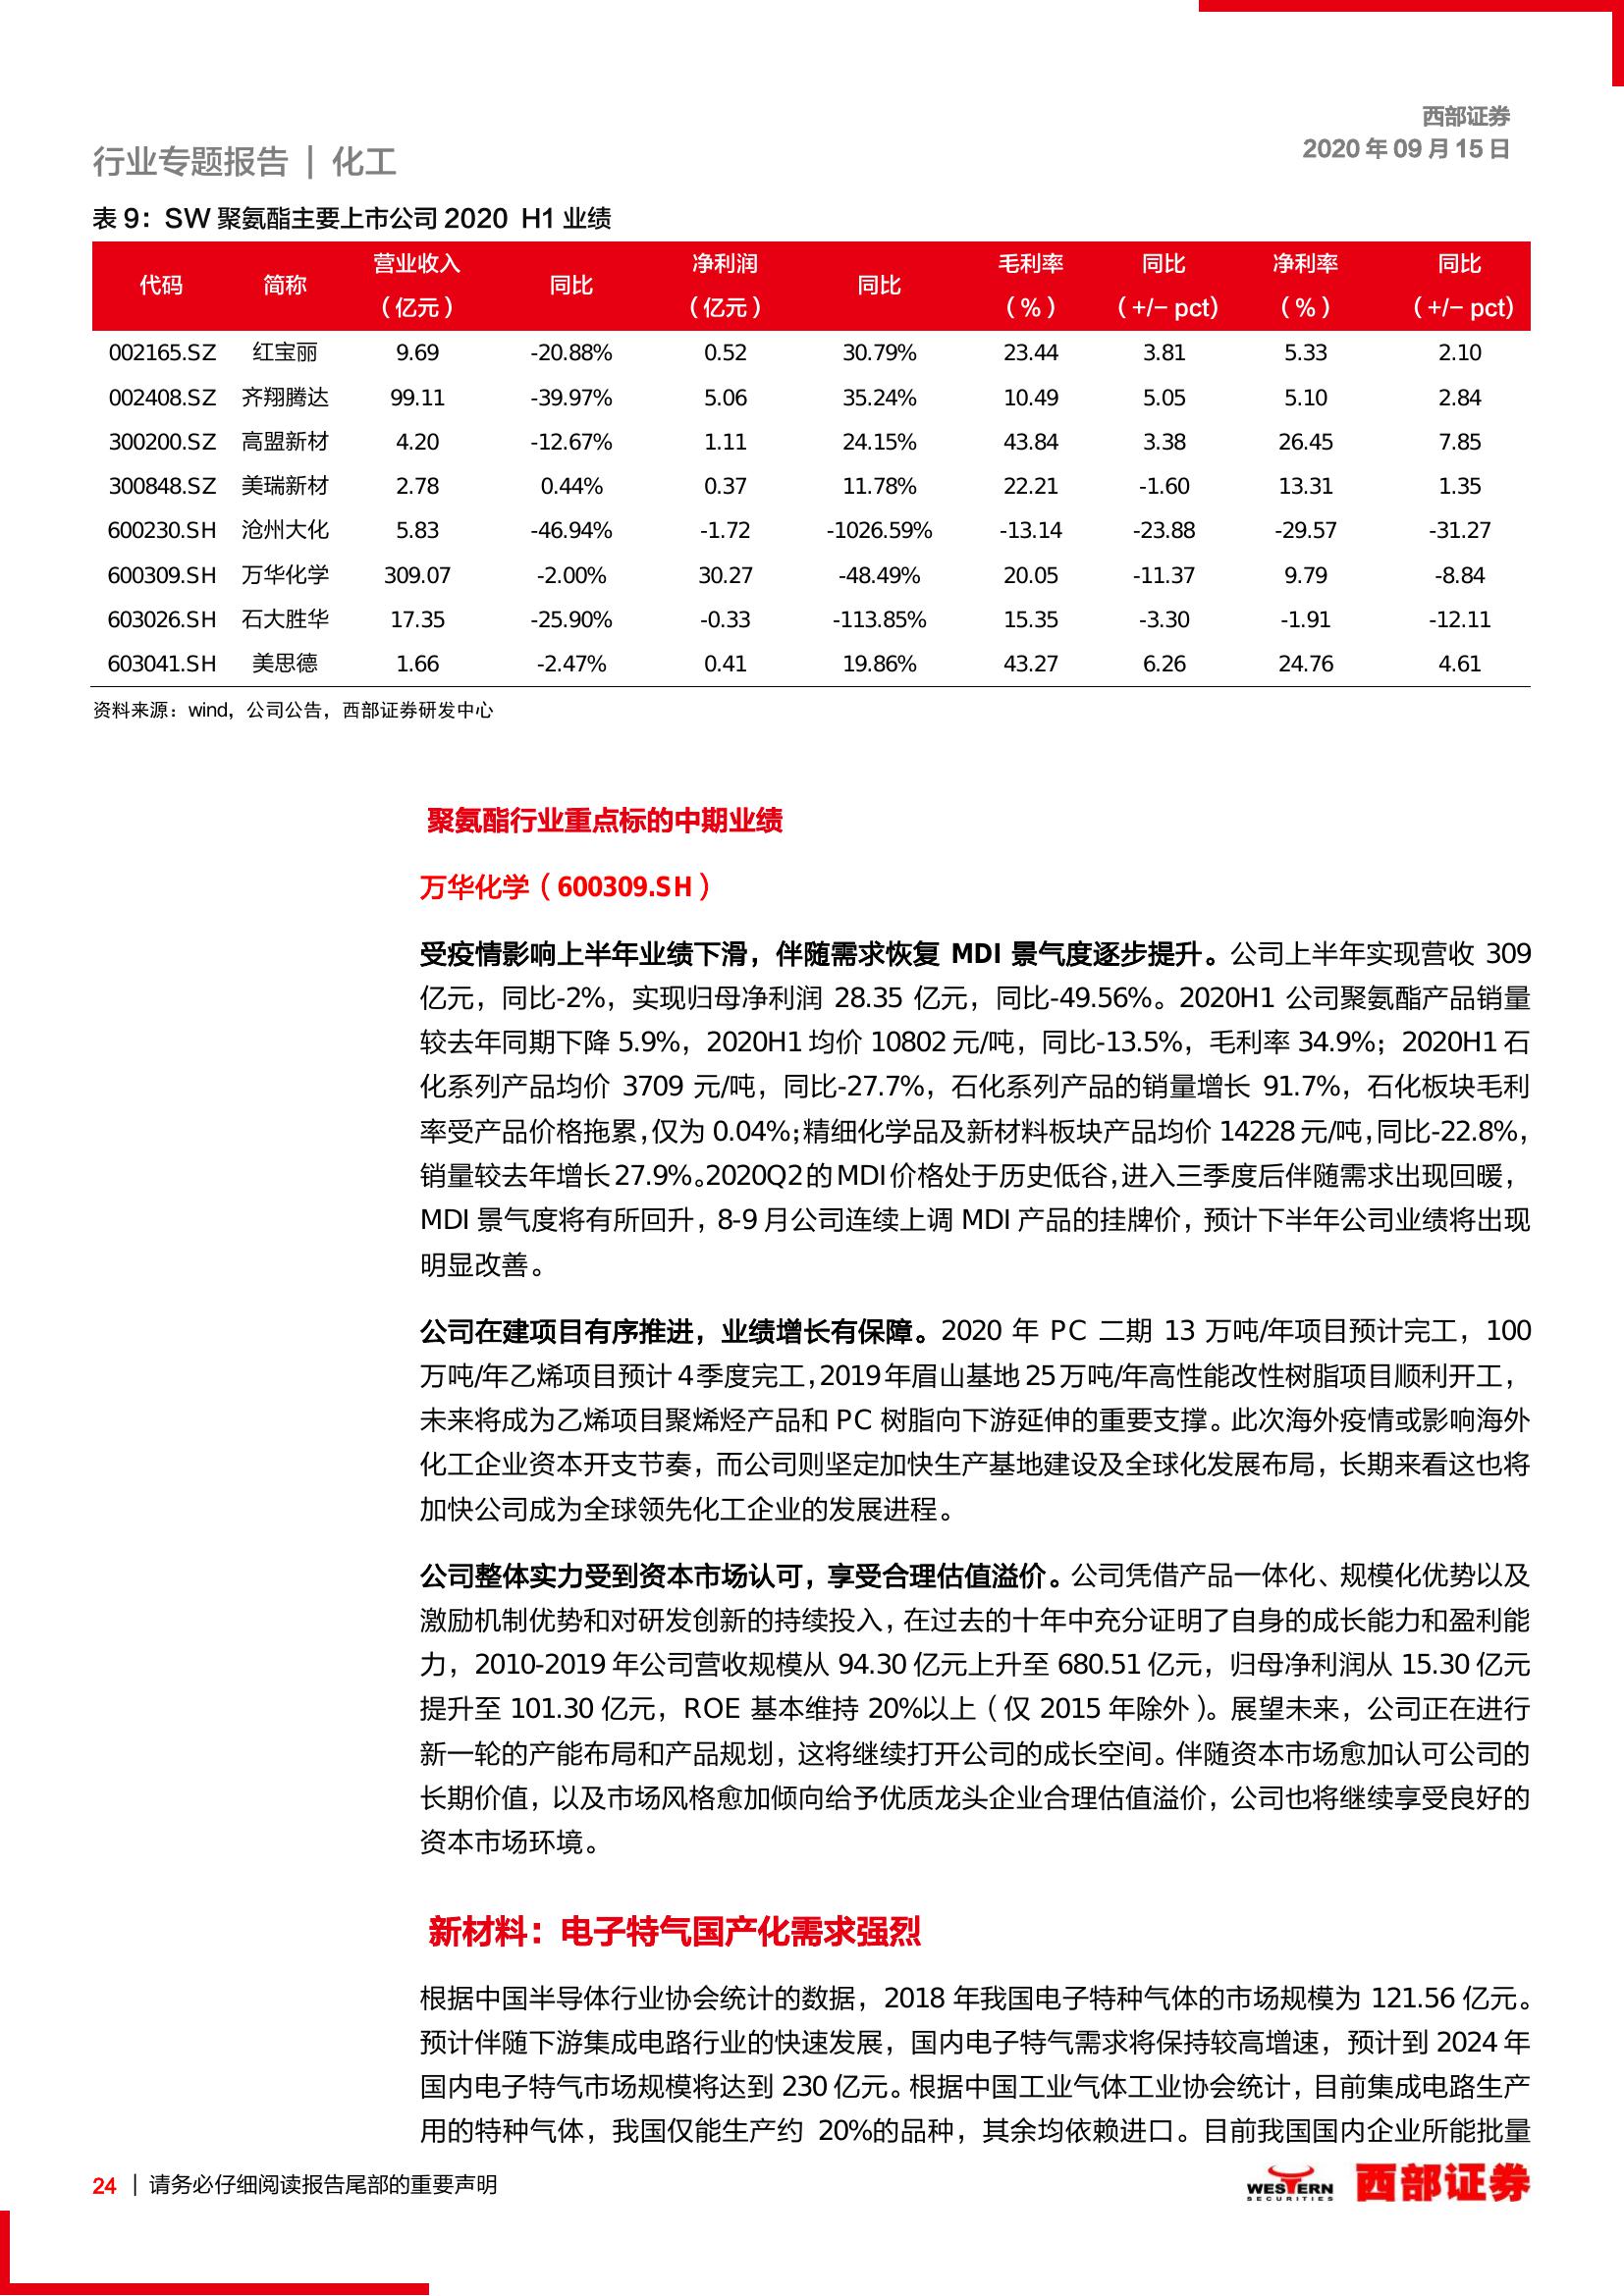 西部证券
2020 年 09 月 15 日
行业专题报告 | 化工
表 9：SW 聚氨酯主要上市公司 2020 H1 业绩
代码 简称 营业收入（亿元） 同比 净利润（亿元） 同比 毛利率（%） 同比（+/- pct) 净利率（%） 同比（+/- pct)
002165.SZ 红宝丽 9.69 -20.88% 0.52 30.79% 23.44 3.81 5.33 2.10
002408.SZ 齐翔腾达 99.11 -39.97% 5.06 35.24% 10.49 5.05 5.10 2.84
300200.SZ 高盟新材 4.20 -12.67% 1.11 24.15% 43.84 3.38 26.45 7.85
300848.SZ 美瑞新材 2.78 0.44% 0.37 11.78% 22.21 -1.60 13.31 1.35
600230.SH 沧州大化 5.83 -46.94% -1.72 -1026.59% -13.14 -23.88 -29.57 -31.27
600309.SH 万华化学 309.07 -2.00% 30.27 -48.49% 20.05 -11.37 9.79 -8.84
603026.SH 石大胜华 17.35 -25.90% -0.33 -113.85% 15.35 -3.30 -1.91 -12.11
603041.SH 美思德 1.66 -2.47% 0.41 19.86% 43.27 6.26 24.76 4.61
资料来源：wind，公司公告，西部证券研发中心
聚氨酯行业重点标的中期业绩
万华化学（600309.SH）
受疫情影响上半年业绩下滑，伴随需求恢复 MDI 景气度逐步提升。公司上半年实现营收 309
亿元，同比-2%，实现归母净利润 28.35 亿元，同比-49.56%。2020H1 公司聚氨酯产品销量
较去年同期下降 5.9%，2020H1 均价 10802 元/吨，同比-13.5%，毛利率 34.9%；2020H1 石
化系列产品均价 3709 元/吨，同比-27.7%，石化系列产品的销量增长 91.7%，石化板块毛利
率受产品价格拖累，仅为 0.04%；精细化学品及新材料板块产品均价 14228 元/吨，同比-22.8%，
销量较去年增长 27.9%。2020Q2 的 MDI 价格处于历史低谷，进入三季度后伴随需求出现回暖，
MDI 景气度将有所回升，8-9 月公司连续上调 MDI 产品的挂牌价，预计下半年公司业绩将出现
明显改善。
公司在建项目有序推进，业绩增长有保障。2020 年 PC 二期 13 万吨/年项目预计完工，100
万吨/年乙烯项目预计 4 季度完工，2019 年眉山基地 25 万吨/年高性能改性树脂项目顺利开工，
未来将成为乙烯项目聚烯烃产品和 PC 树脂向下游延伸的重要支撑。此次海外疫情或影响海外
化工企业资本开支节奏，而公司则坚定加快生产基地建设及全球化发展布局，长期来看这也将
加快公司成为全球领先化工企业的发展进程。
公司整体实力受到资本市场认可，享受合理估值溢价。公司凭借产品一体化、规模化优势以及
激励机制优势和对研发创新的持续投入，在过去的十年中充分证明了自身的成长能力和盈利能
力，2010-2019 年公司营收规模从 94.30 亿元上升至 680.51 亿元，归母净利润从 15.30 亿元
提升至 101.30 亿元，ROE 基本维持 20%以上（仅 2015 年除外）。展望未来，公司正在进行
新一轮的产能布局和产品规划，这将继续打开公司的成长空间。伴随资本市场愈加认可公司的
长期价值，以及市场风格愈加倾向给予优质龙头企业合理估值溢价，公司也将继续享受良好的
资本市场环境。
新材料：电子特气国产化需求强烈
根据中国半导体行业协会统计的数据，2018 年我国电子特种气体的市场规模为 121.56 亿元。
预计伴随下游集成电路行业的快速发展，国内电子特气需求将保持较高增速，预计到 2024 年
国内电子特气市场规模将达到 230 亿元。根据中国工业气体工业协会统计，目前集成电路生产
用的特种气体，我国仅能生产约 20%的品种，其余均依赖进口。目前我国国内企业所能批量
24 | 请务必仔细阅读报告尾部的重要声明
WESTERN
SECURITIES
西部证券